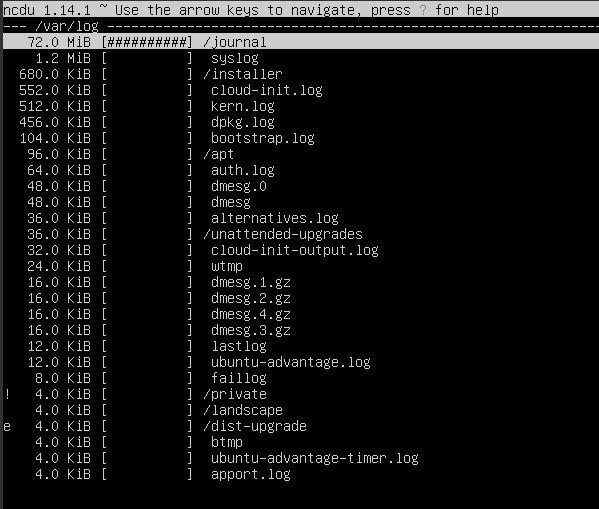 ncdu 1.14.1 ~ Use the arrow keys to navigate, press ? for help
--- /var/log ----------------------------------------------------------------
   72.0 MiB [##########] /journal
    1.2 MiB [          ]  syslog
  680.0 KiB [          ] /installer
  552.0 KiB [          ]  cloud-init.log
  512.0 KiB [          ]  kern.log
  456.0 KiB [          ]  dpkg.log
  104.0 KiB [          ]  bootstrap.log
   96.0 KiB [          ] /apt
   64.0 KiB [          ]  auth.log
   48.0 KiB [          ]  dmesg.0
   48.0 KiB [          ]  dmesg
   36.0 KiB [          ]  alternatives.log
   36.0 KiB [          ] /unattended-upgrades
   32.0 KiB [          ]  cloud-init-output.log
   24.0 KiB [          ]  wtmp
   16.0 KiB [          ]  dmesg.1.gz
   16.0 KiB [          ]  dmesg.2.gz
   16.0 KiB [          ]  dmesg.4.gz
   16.0 KiB [          ]  dmesg.3.gz
   12.0 KiB [          ]  lastlog
   12.0 KiB [          ]  ubuntu-advantage.log
    8.0 KiB [          ]  faillog
!   4.0 KiB [          ] /private
    4.0 KiB [          ] /landscape
e   4.0 KiB [          ] /dist-upgrade
    4.0 KiB [          ]  btmp
    4.0 KiB [          ]  ubuntu-advantage-timer.log
    4.0 KiB [          ]  apport.log